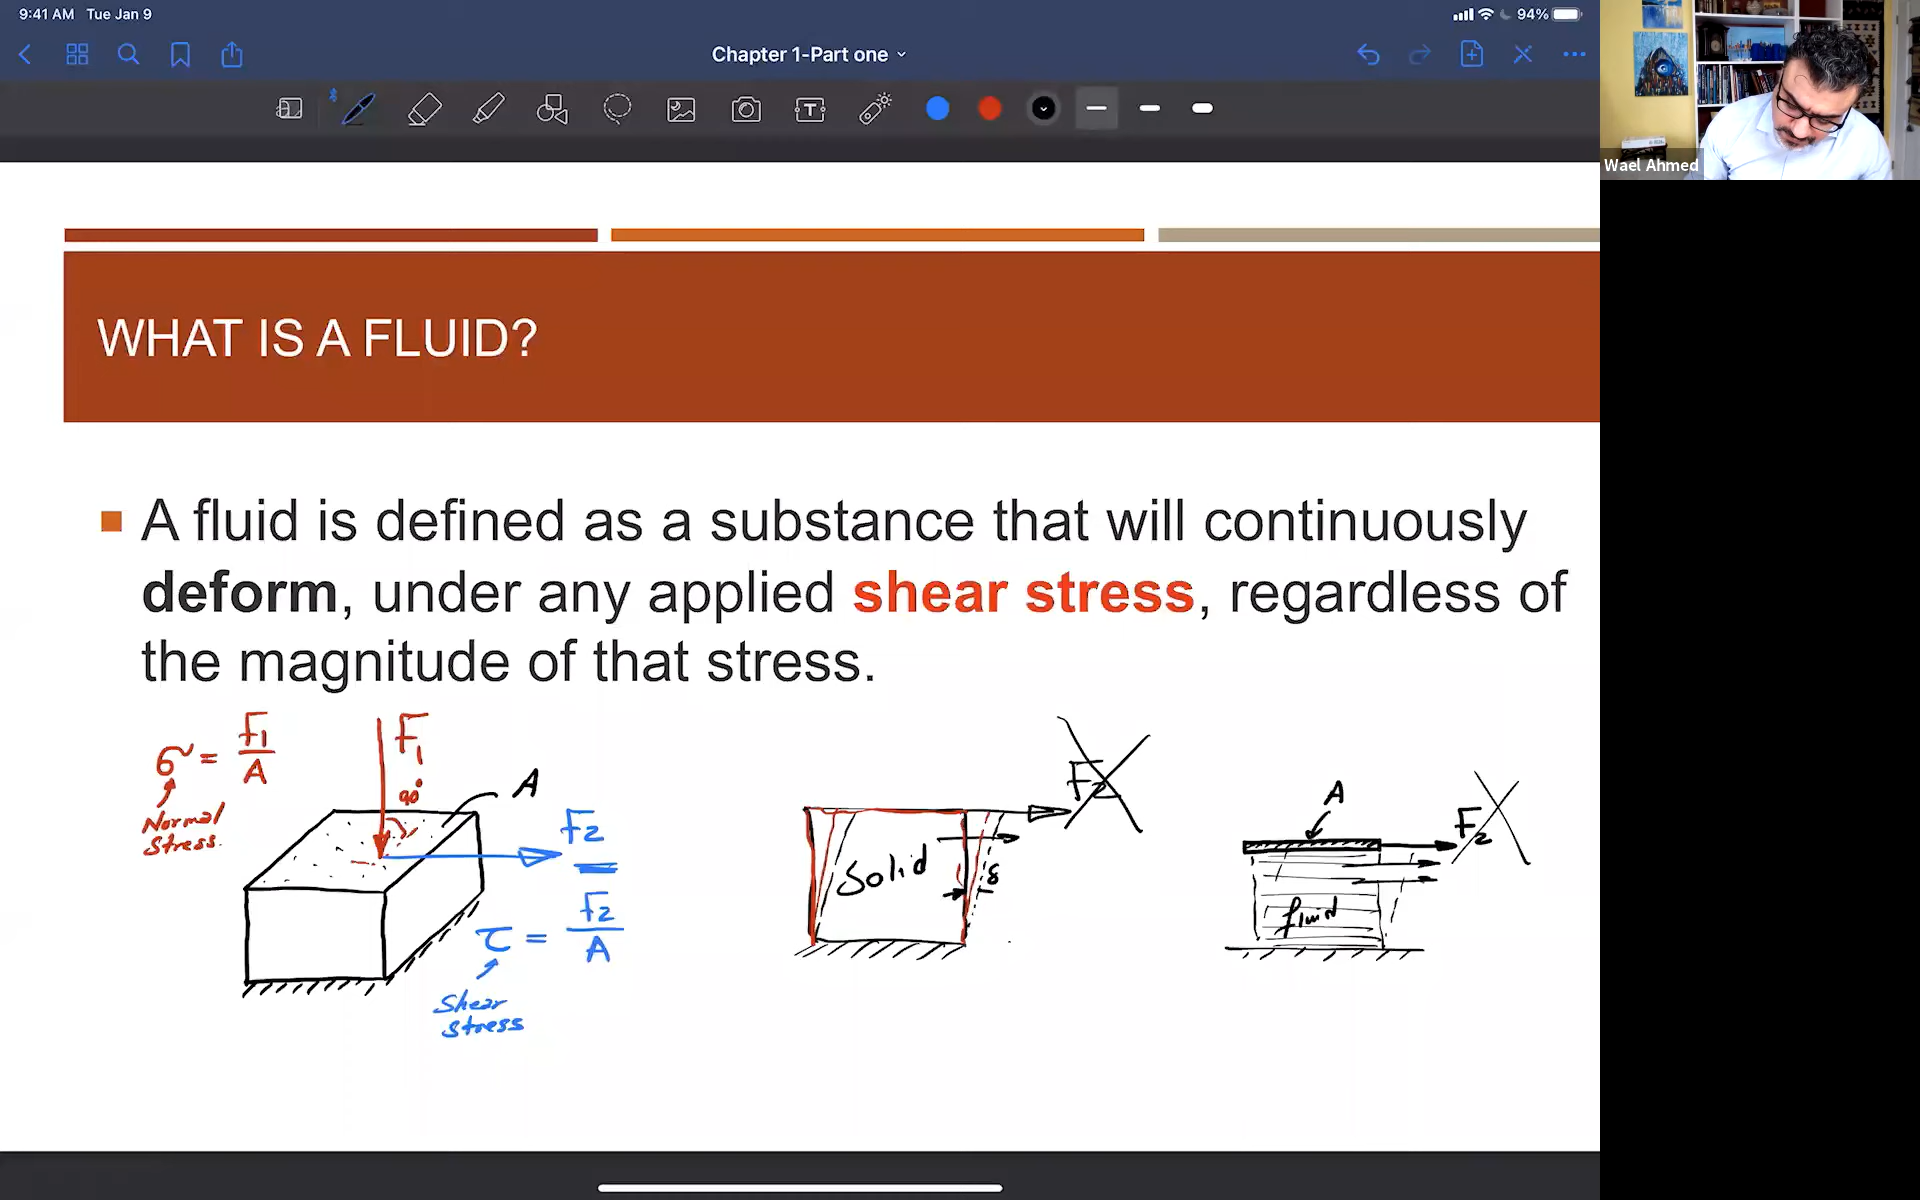 9:41 AM Tue Jan 9
94%
Chapter 1-Part one
T
Wael Ahmed
WHAT IS A FLUID?
A fluid is defined as a substance that will continuously
deform, under any applied shear stress, regardless of
the magnitude of that stress.
σ = F1/A
Normal
Stress.
F1
90°
A
F2
τ = F2/A
Shear
stress
F2
Solid
δ
A
F2
fluid